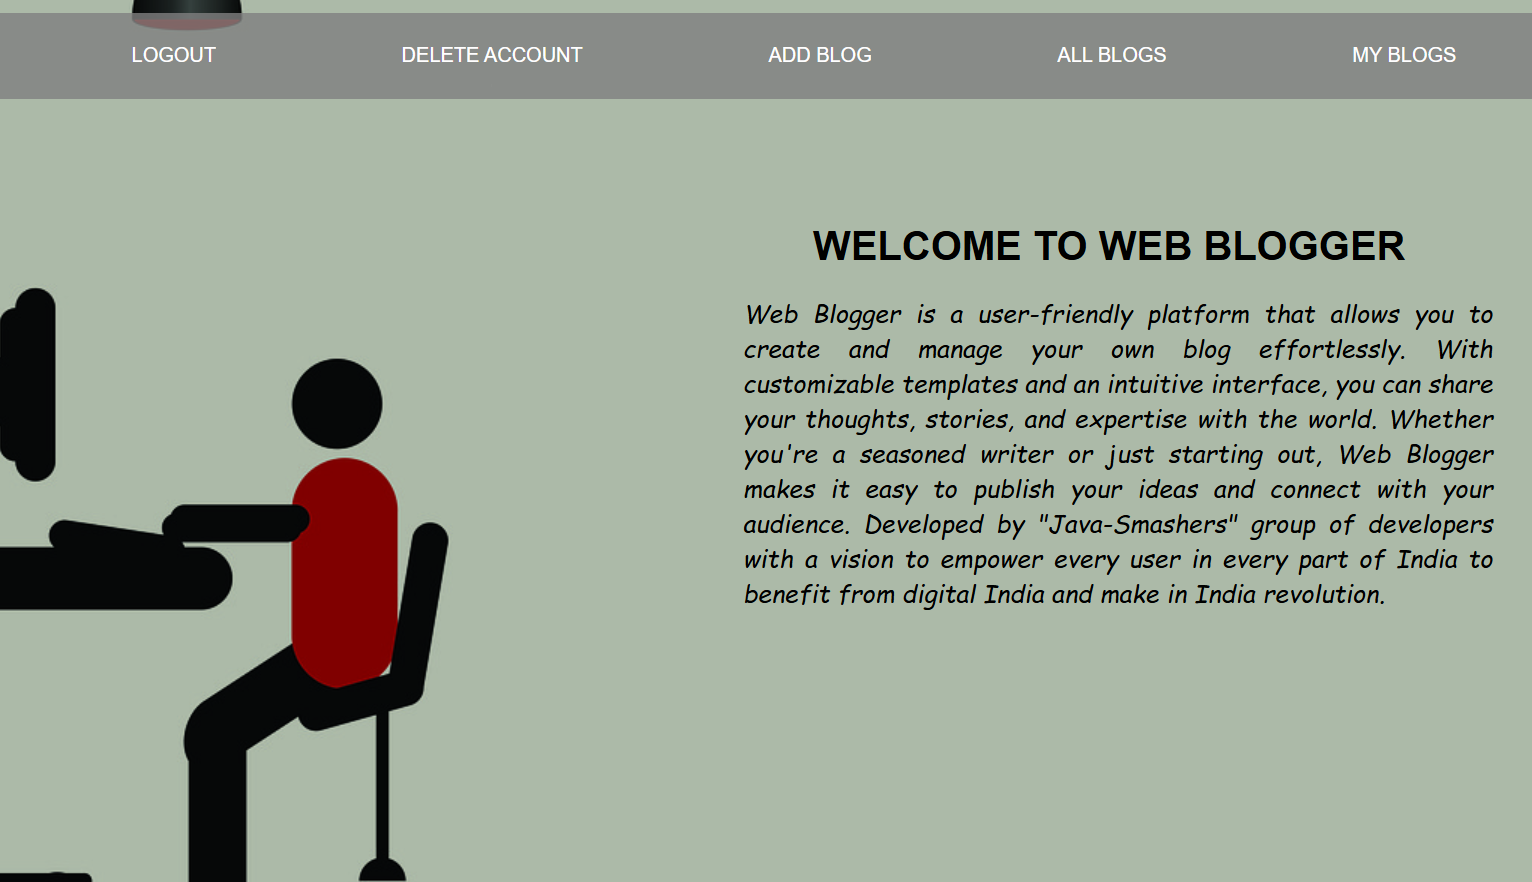 LOGOUT DELETE ACCOUNT ADD BLOG ALL BLOGS MY BLOGS
WELCOME TO WEB BLOGGER
Web Blogger is a user-friendly platform that allows you to
create and manage your own blog effortlessly. With
customizable templates and an intuitive interface, you can share
your thoughts, stories, and expertise with the world. Whether
you're a seasoned writer or just starting out, Web Blogger
makes it easy to publish your ideas and connect with your
audience. Developed by "Java-Smashers" group of developers
with a vision to empower every user in every part of India to
benefit from digital India and make in India revolution.